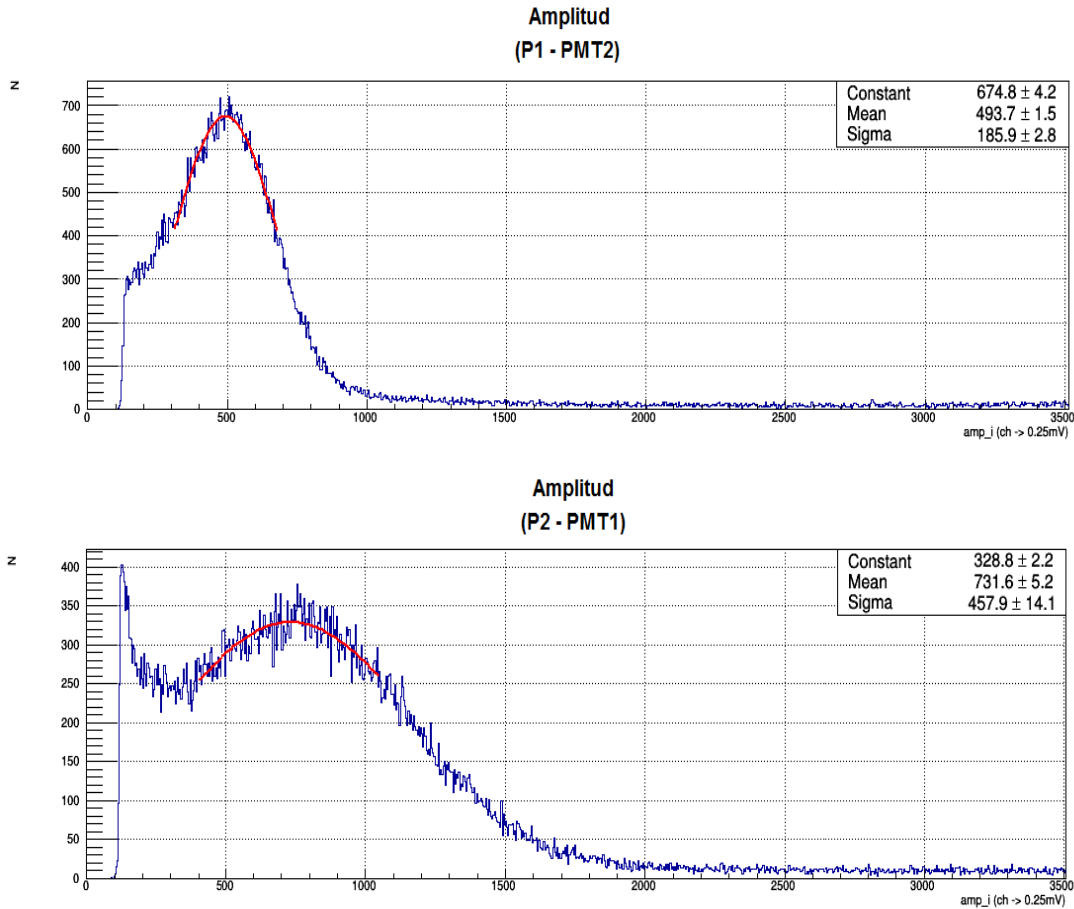 Amplitud
(P1 - PMT2)
N
Constant 674.8 ± 4.2
Mean 493.7 ± 1.5
Sigma 185.9 ± 2.8
700
600
500
400
300
200
100
0
0 500 1000 1500 2000 2500 3000 3500
amp_i (ch -> 0.25mV)
Amplitud
(P2 - PMT1)
N
Constant 328.8 ± 2.2
Mean 731.6 ± 5.2
Sigma 457.9 ± 14.1
400
350
300
250
200
150
100
50
0
0 500 1000 1500 2000 2500 3000 3500
amp_i (ch -> 0.25mV)